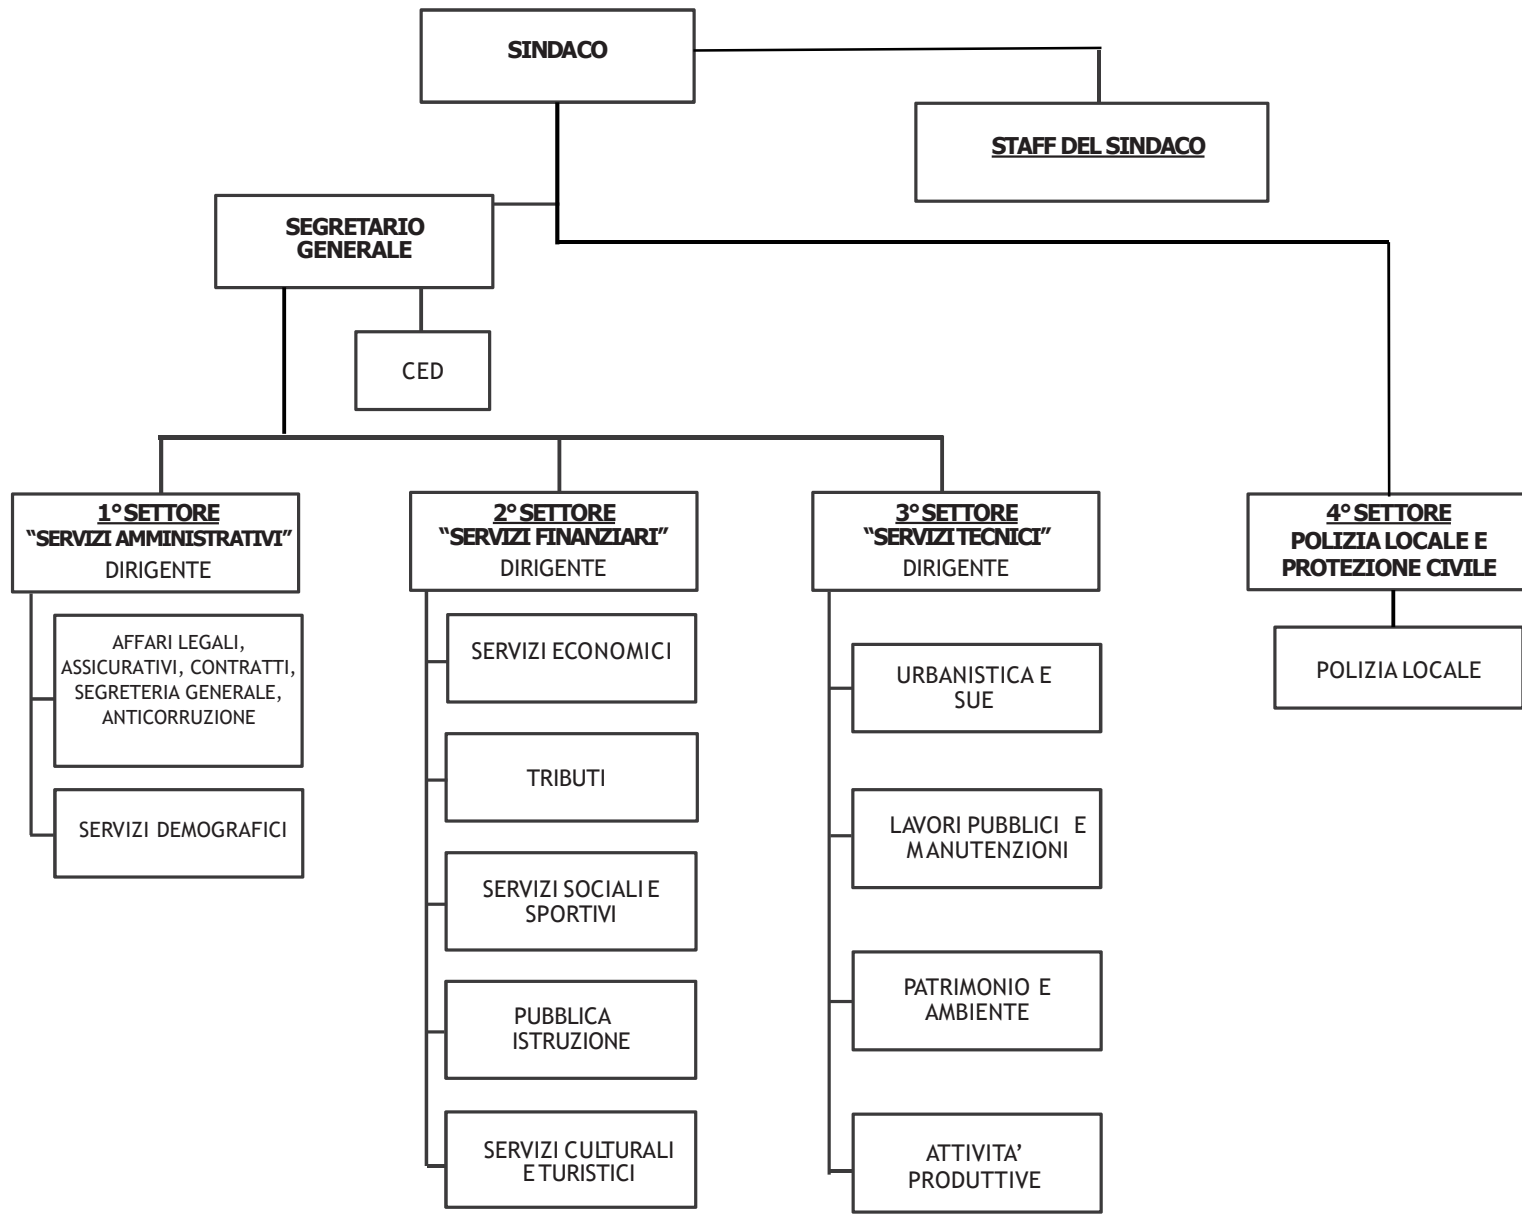 SINDACO
STAFF DEL SINDACO
SEGRETARIO
GENERALE
CED
1° SETTORE
“SERVIZI AMMINISTRATIVI”
DIRIGENTE
AFFARI LEGALI,
ASSICURATIVI, CONTRATTI,
SEGRETERIA GENERALE,
ANTICORRUZIONE
SERVIZI DEMOGRAFICI
2° SETTORE
“SERVIZI FINANZIARI”
DIRIGENTE
SERVIZI ECONOMICI
TRIBUTI
SERVIZI SOCIALI E
SPORTIVI
PUBBLICA
ISTRUZIONE
SERVIZI CULTURALI
E TURISTICI
3° SETTORE
“SERVIZI TECNICI”
DIRIGENTE
URBANISTICA E
SUE
LAVORI PUBBLICI E
MANUTENZIONI
PATRIMONIO E
AMBIENTE
ATTIVITA’
PRODUTTIVE
4° SETTORE
POLIZIA LOCALE E
PROTEZIONE CIVILE
POLIZIA LOCALE